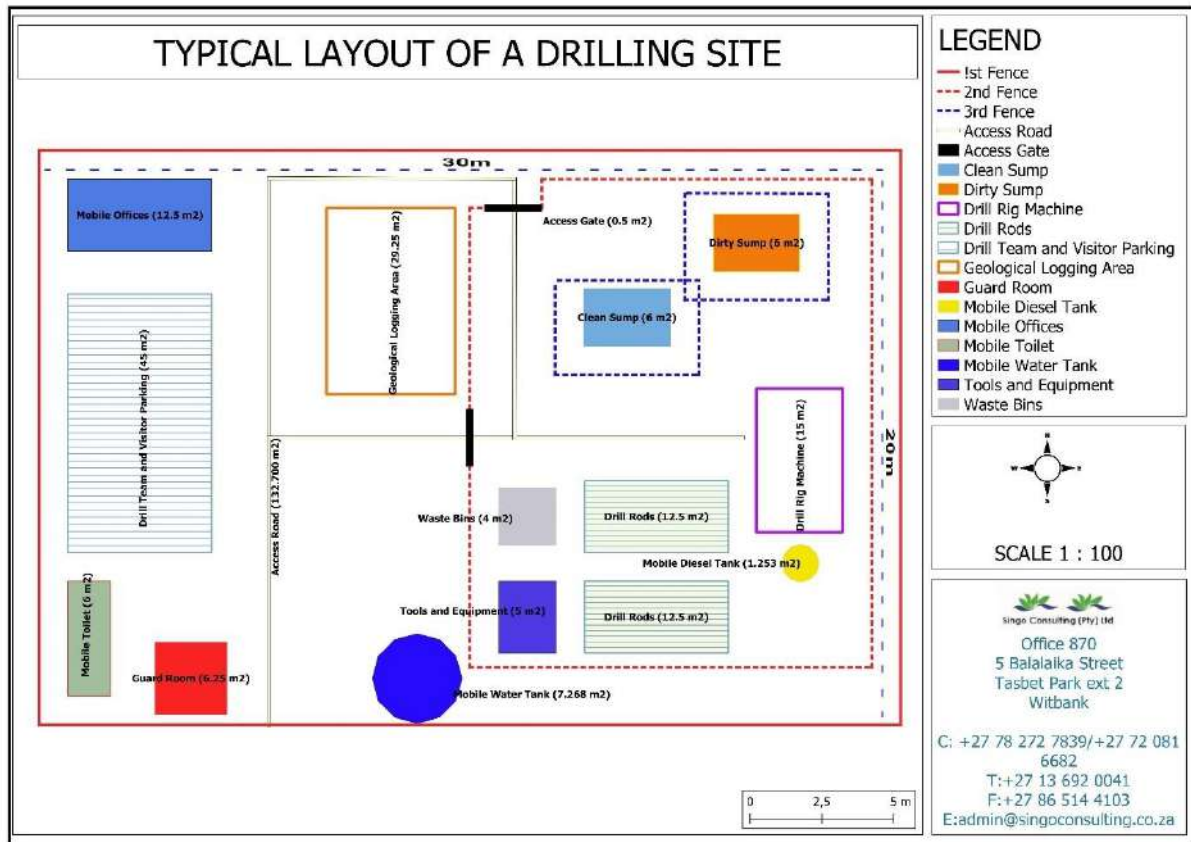 TYPICAL LAYOUT OF A DRILLING SITE
30m
20m
Mobile Offices (12.5 m2)
Drill Team and Visitor Parking (45 m2)
Mobile Toilet (6 m2)
Guard Room (6.25 m2)
Access Road (132.700 m2)
Geological Logging Area (29.25 m2)
Access Gate (0.5 m2)
Dirty Sump (6 m2)
Clean Sump (6 m2)
Drill Rig Machine (15 m2)
Waste Bins (4 m2)
Drill Rods (12.5 m2)
Mobile Diesel Tank (1.253 m2)
Tools and Equipment (5 m2)
Drill Rods (12.5 m2)
Mobile Water Tank (7.268 m2)
0 2,5 5 m
LEGEND
!st Fence
2nd Fence
3rd Fence
Access Road
Access Gate
Clean Sump
Dirty Sump
Drill Rig Machine
Drill Rods
Drill Team and Visitor Parking
Geological Logging Area
Guard Room
Mobile Diesel Tank
Mobile Offices
Mobile Toilet
Mobile Water Tank
Tools and Equipment
Waste Bins
N
W E
S
SCALE 1 : 100
Singo Consulting (Pty) Ltd
Office 870
5 Balalaika Street
Tasbet Park ext 2
Witbank
C: +27 78 272 7839/+27 72 081
6682
T:+27 13 692 0041
F:+27 86 514 4103
E:admin@singoconsulting.co.za